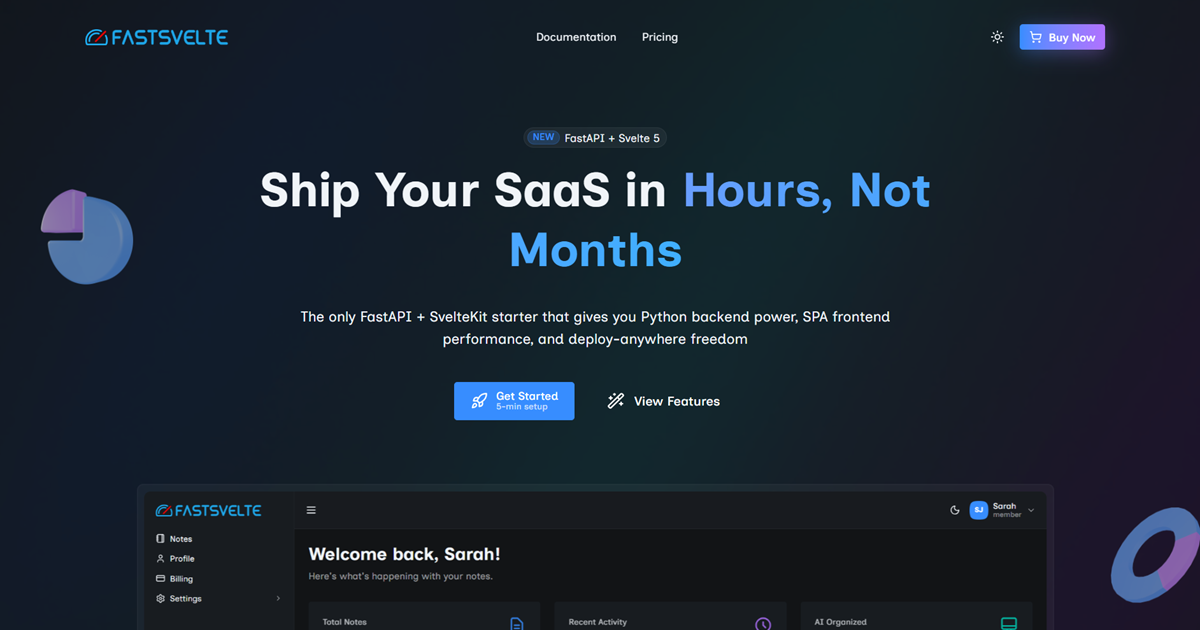 FASTSVELTE
Documentation
Pricing
Buy Now
NEW FastAPI + Svelte 5
Ship Your SaaS in Hours, Not
Months
The only FastAPI + SvelteKit starter that gives you Python backend power, SPA frontend
performance, and deploy-anywhere freedom
Get Started
5-min setup
View Features
FASTSVELTE
SJ
Sarah
member
Notes
Profile
Billing
Settings
Welcome back, Sarah!
Here's what's happening with your notes.
Total Notes
Recent Activity
AI Organized